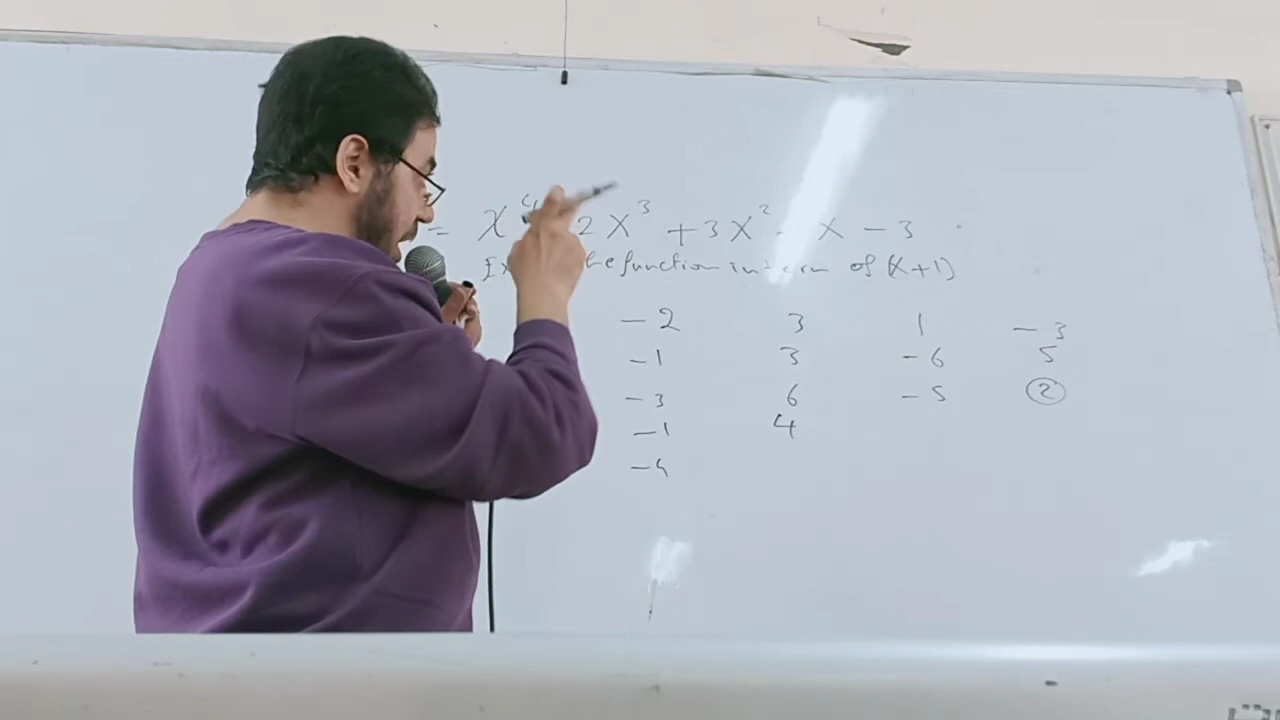 = x⁴ 2x³ + 3x² - x - 3
the function in term of (x+1)
-2 3 1 -3
-1 3 -6 5
-3 6 -5 2
-1 4
-4